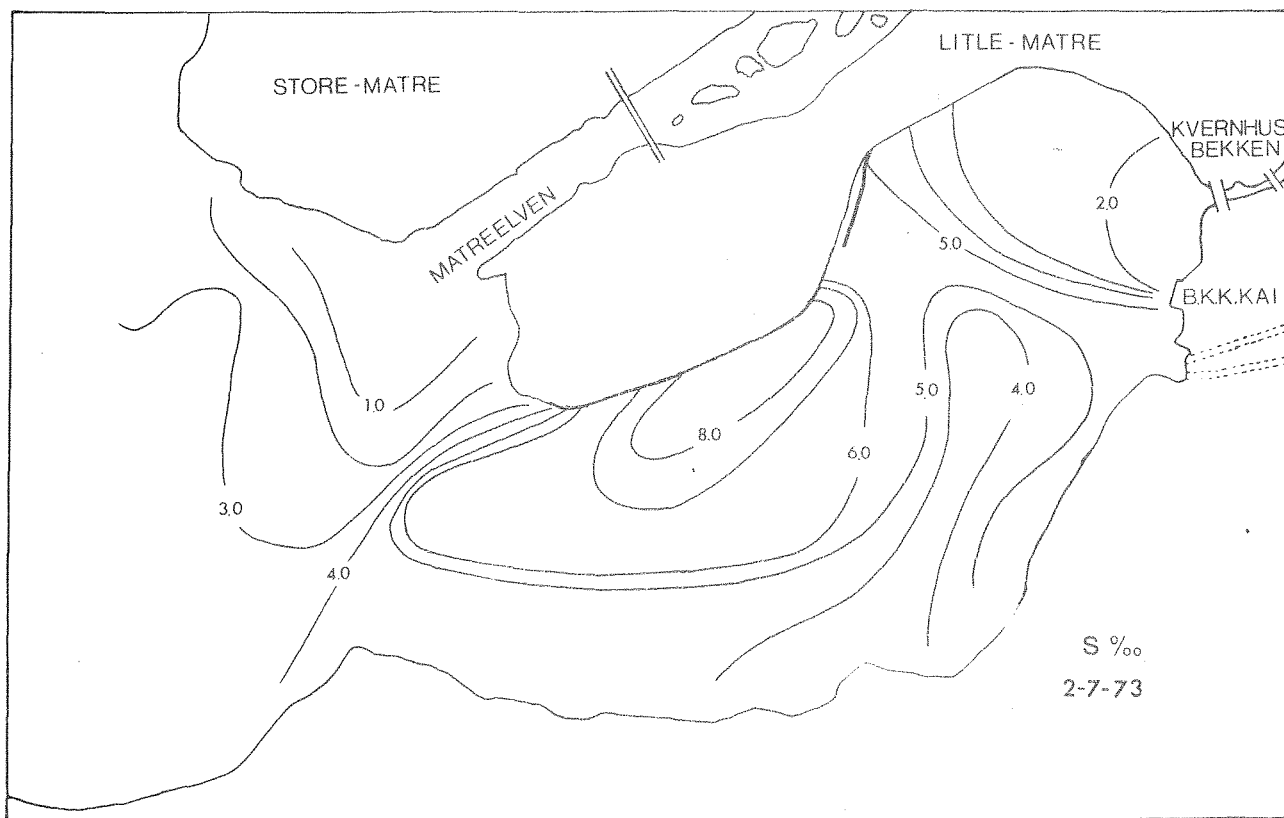 LITLE - MATRE
STORE - MATRE
KVERNHUS
BEKKEN
MATREELVEN
2.0
5.0
B.K.K. KAI
1.0
5.0
4.0
8.0
6.0
3.0
4.0
S ‰
2-7-73